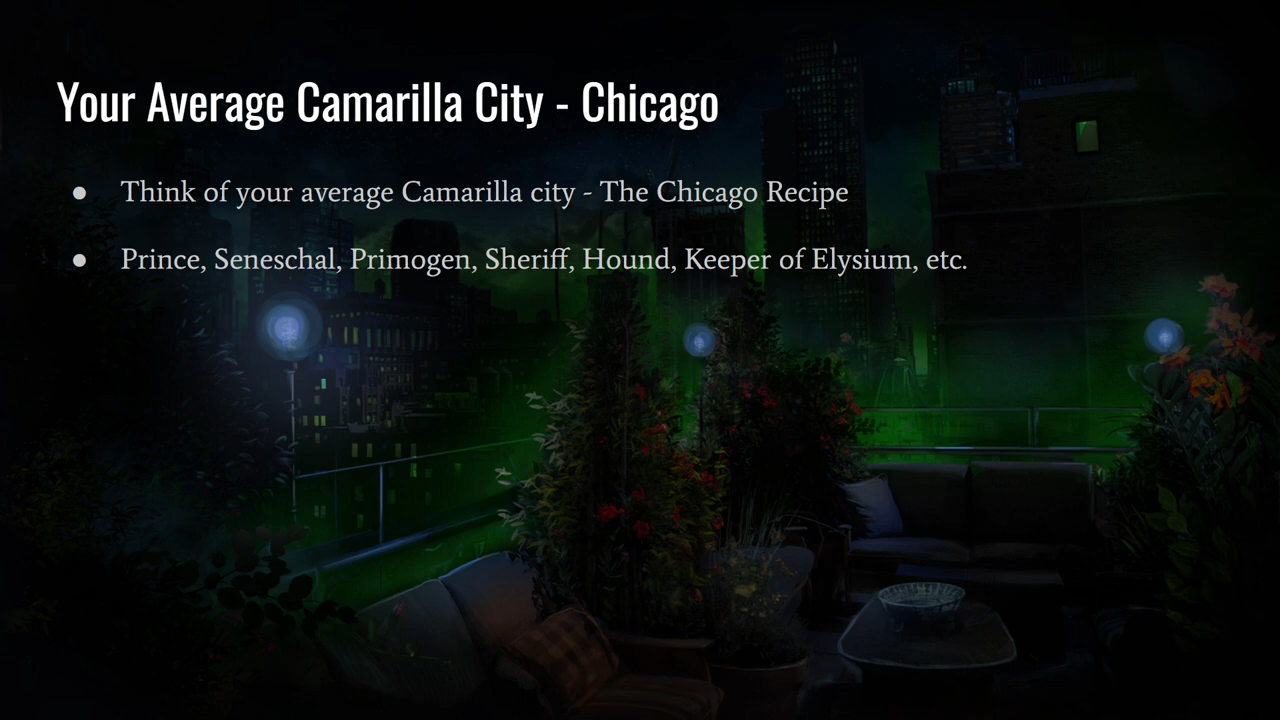 Your Average Camarilla City - Chicago
● Think of your average Camarilla city - The Chicago Recipe
● Prince, Seneschal, Primogen, Sheriff, Hound, Keeper of Elysium, etc.